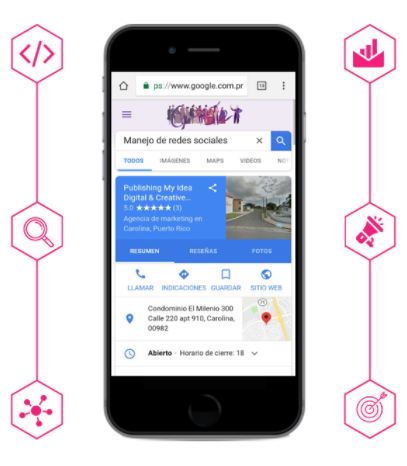 ps://www.google.com.pr
Manejo de redes sociales
TODOS IMÁGENES MAPS VIDEOS NOT
Publishing My Idea
Digital & Creative...
5.0 ★★★★★ (3)
Agencia de marketing en
Carolina, Puerto Rico
RESUMEN RESEÑAS FOTOS
LLAMAR INDICACIONES GUARDAR SITIO WEB
Condominio El Milenio 300
Calle 220 apt 910, Carolina,
00982
Abierto · Horario de cierre: 18